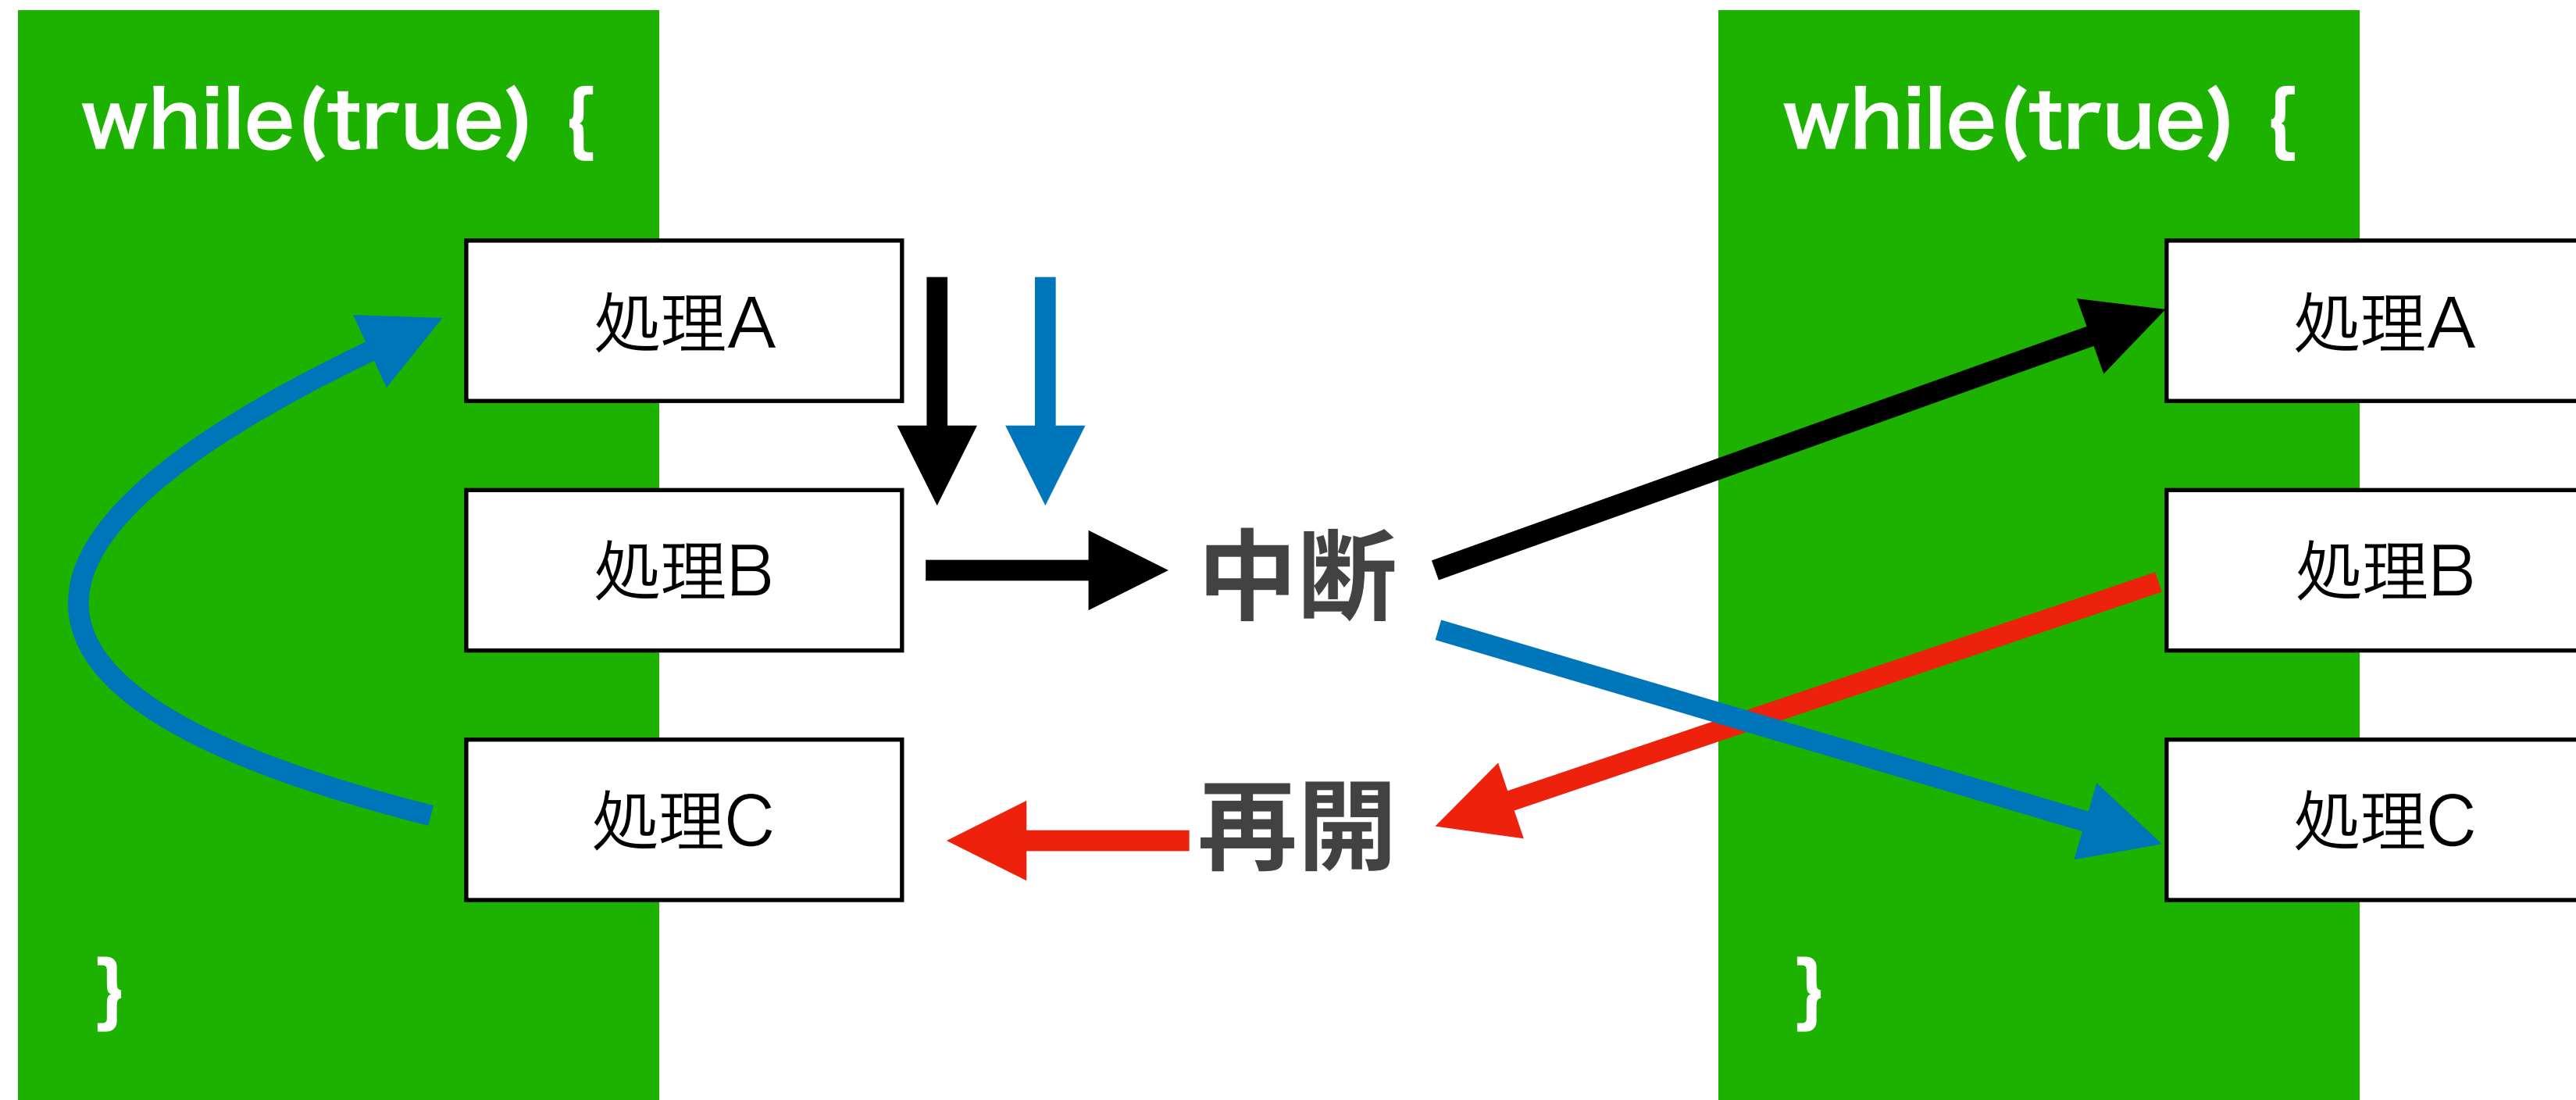 while(true) {
処理A
処理B
処理C
}
中断
再開
while(true) {
処理A
処理B
処理C
}